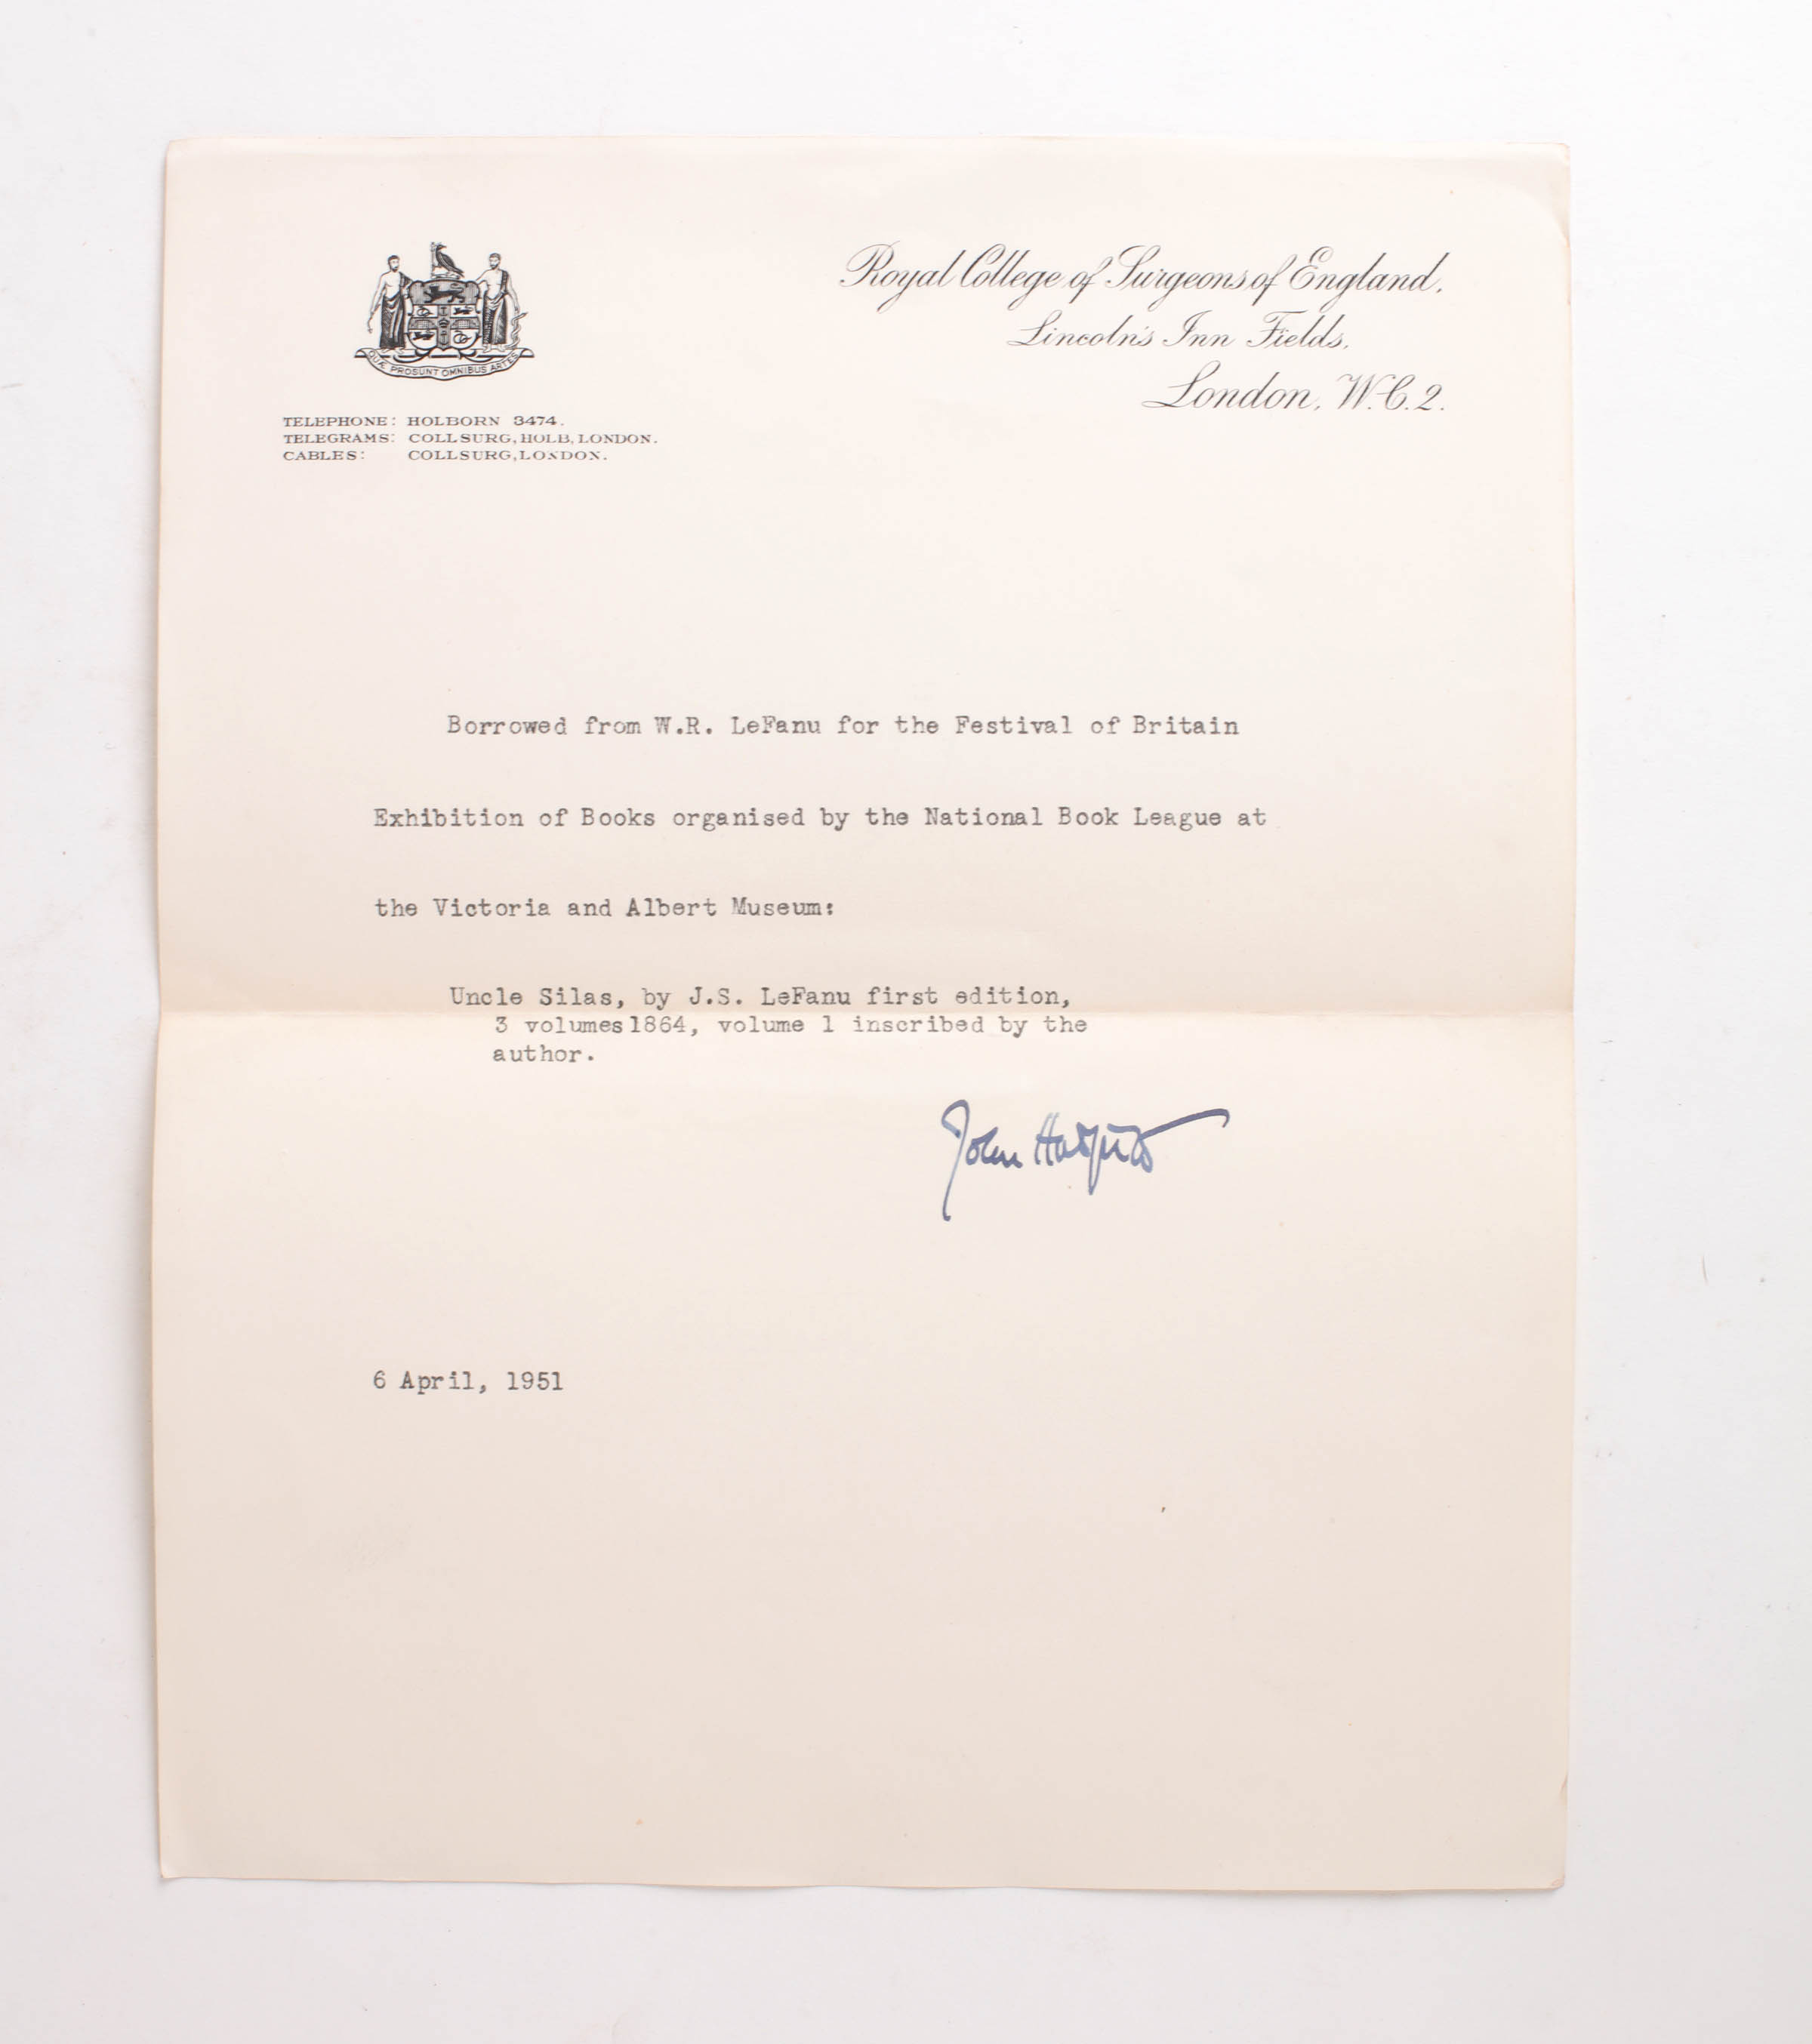 Royal College of Surgeons of England,
Lincoln's Inn Fields,
London, W.C.2.
QUÆ PROSUNT OMNIBUS ARTES
TELEPHONE: HOLBORN 3474.
TELEGRAMS: COLLSURG, HOLB, LONDON.
CABLES: COLLSURG, LONDON.
Borrowed from W.R. LeFanu for the Festival of Britain
Exhibition of Books organised by the National Book League at
the Victoria and Albert Museum:
Uncle Silas, by J.S. LeFanu first edition,
3 volumes 1864, volume 1 inscribed by the
author.
John
6 April, 1951